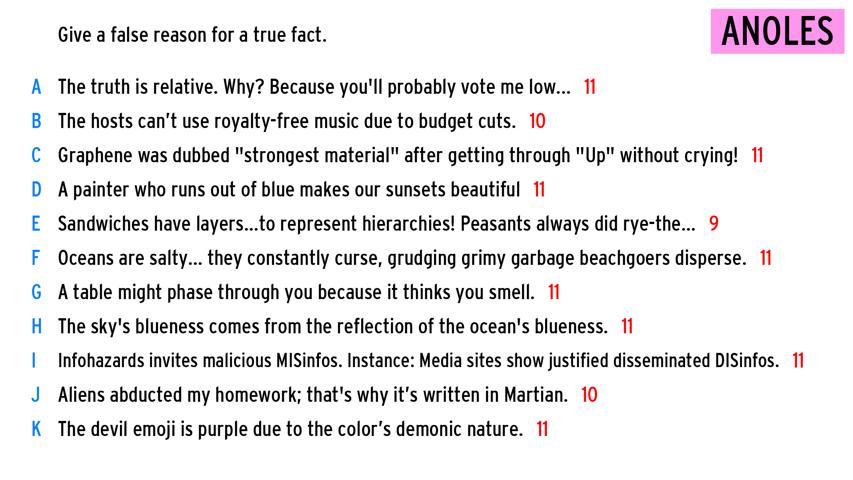 Give a false reason for a true fact.
ANOLES
A The truth is relative. Why? Because you'll probably vote me low... 11
B The hosts can’t use royalty-free music due to budget cuts. 10
C Graphene was dubbed "strongest material" after getting through "Up" without crying! 11
D A painter who runs out of blue makes our sunsets beautiful 11
E Sandwiches have layers...to represent hierarchies! Peasants always did rye-the... 9
F Oceans are salty... they constantly curse, grudging grimy garbage beachgoers disperse. 11
G A table might phase through you because it thinks you smell. 11
H The sky's blueness comes from the reflection of the ocean's blueness. 11
I Infohazards invites malicious MISinfos. Instance: Media sites show justified disseminated DISinfos. 11
J Aliens abducted my homework; that's why it’s written in Martian. 10
K The devil emoji is purple due to the color’s demonic nature. 11